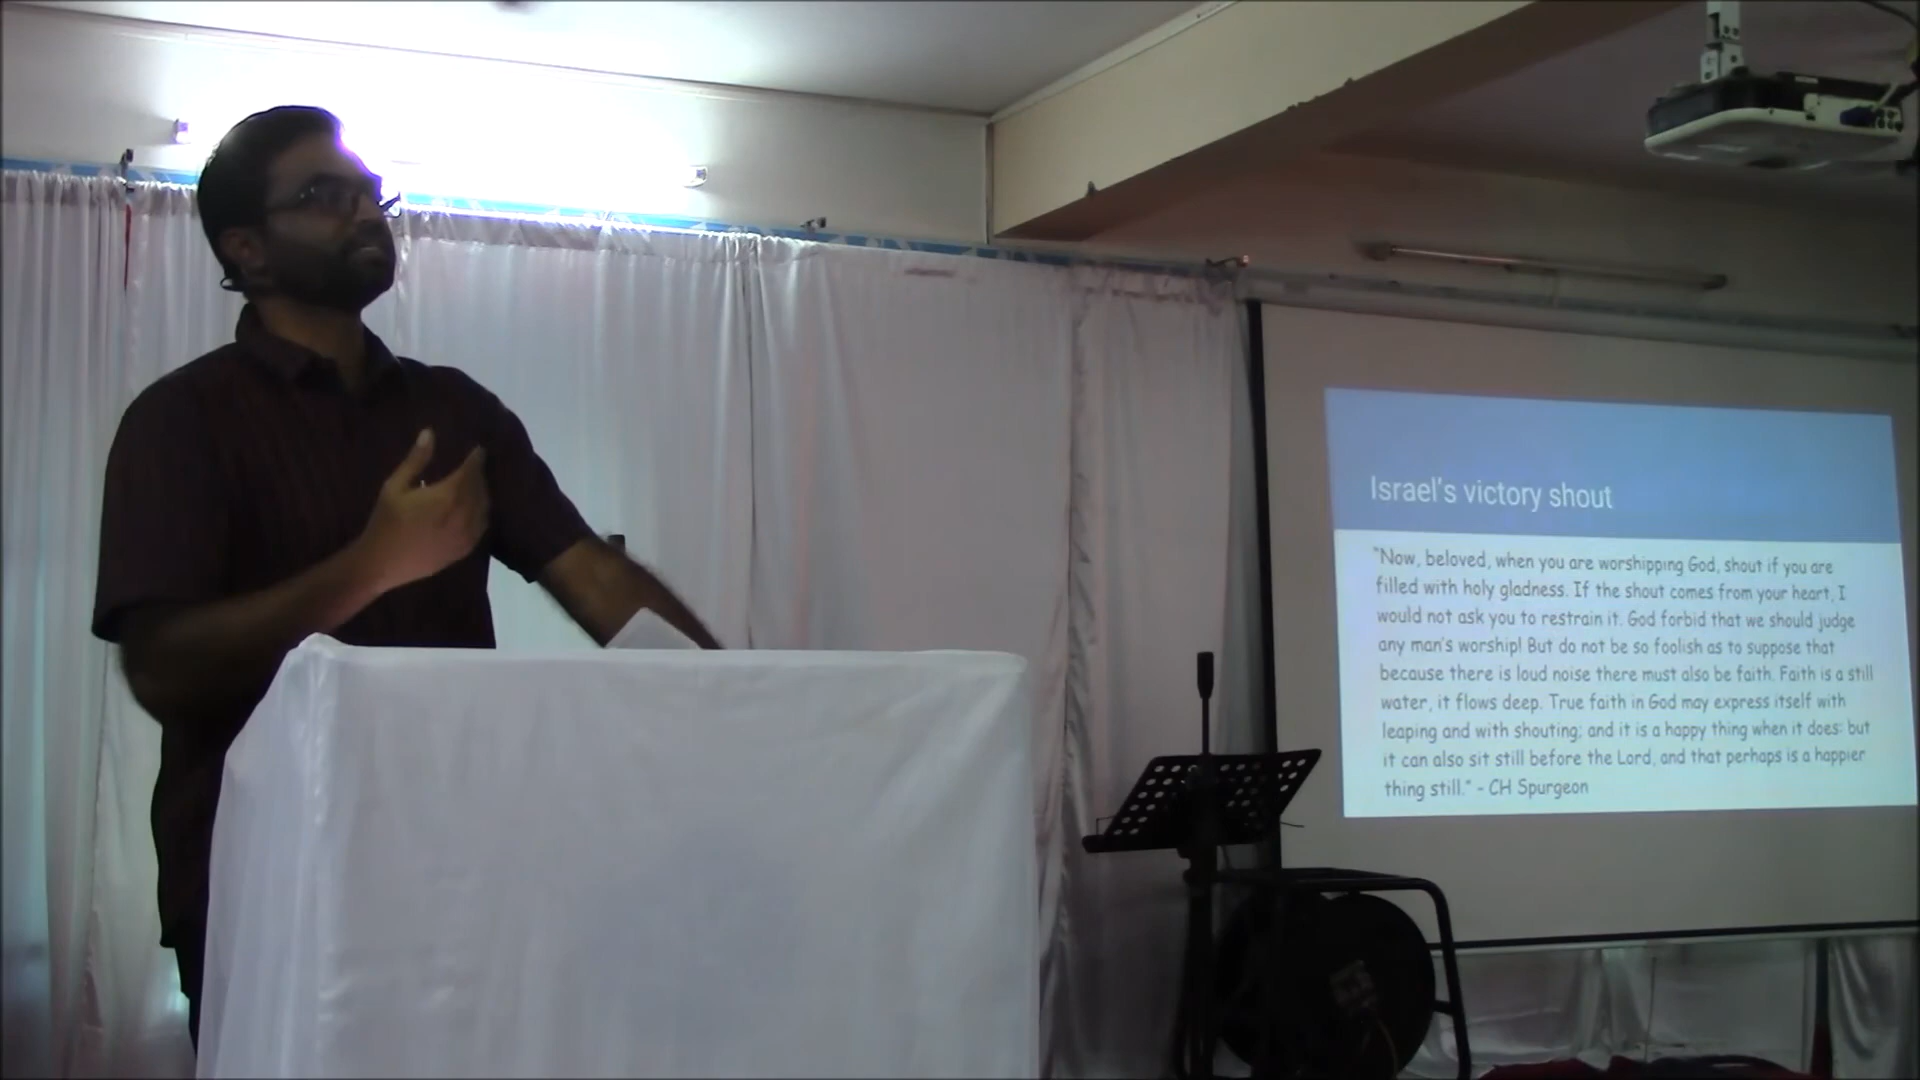 Israel's victory shout
"Now, beloved, when you are worshipping God, shout if you are
filled with holy gladness. If the shout comes from your heart, I
would not ask you to restrain it. God forbid that we should judge
any man's worship! But do not be so foolish as to suppose that
because there is loud noise there must also be faith. Faith is a still
water, it flows deep. True faith in God may express itself with
leaping and with shouting; and it is a happy thing when it does: but
it can also sit still before the Lord, and that perhaps is a happier
thing still." - CH Spurgeon